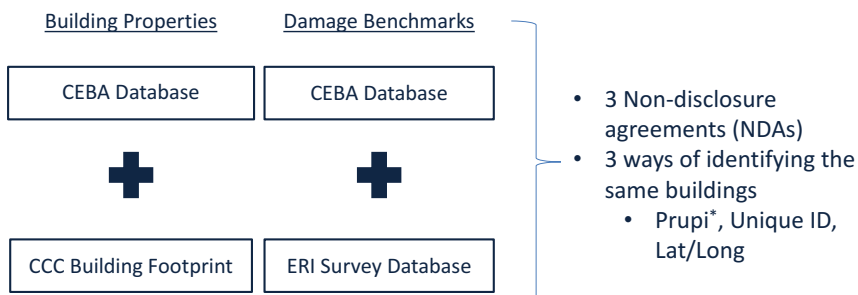 Building Properties
Damage Benchmarks
CEBA Database
CEBA Database
CCC Building Footprint
ERI Survey Database
• 3 Non-disclosure
agreements (NDAs)
• 3 ways of identifying the
same buildings
• Prupi*, Unique ID,
Lat/Long